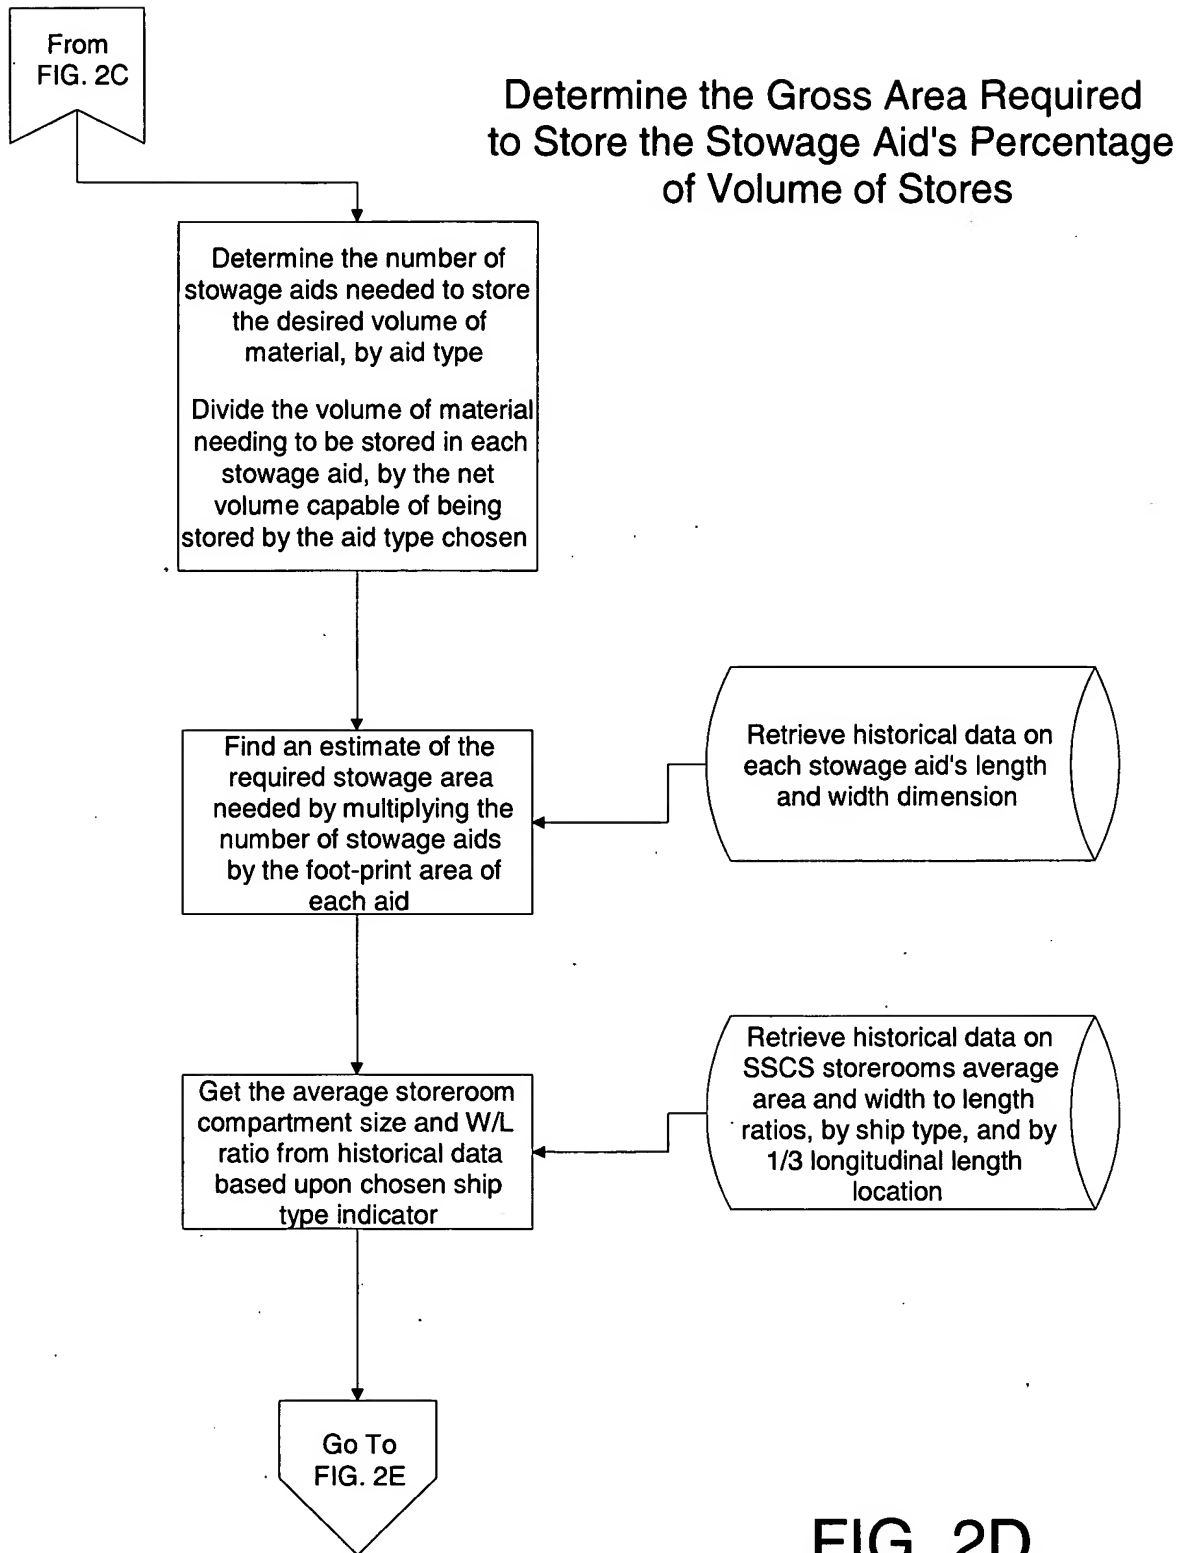 From
FIG. 2C
Determine the Gross Area Required
to Store the Stowage Aid's Percentage
of Volume of Stores
Determine the number of
stowage aids needed to store
the desired volume of
material, by aid type
Divide the volume of material
needing to be stored in each
stowage aid, by the net
volume capable of being
stored by the aid type chosen
Find an estimate of the
required stowage area
needed by multiplying the
number of stowage aids
by the foot-print area of
each aid
Retrieve historical data on
each stowage aid's length
and width dimension
Get the average storeroom
compartment size and W/L
ratio from historical data
based upon chosen ship
type indicator
Retrieve historical data on
SSCS storerooms average
area and width to length
ratios, by ship type, and by
1/3 longitudinal length
location
Go To
FIG. 2E
FIG. 2D